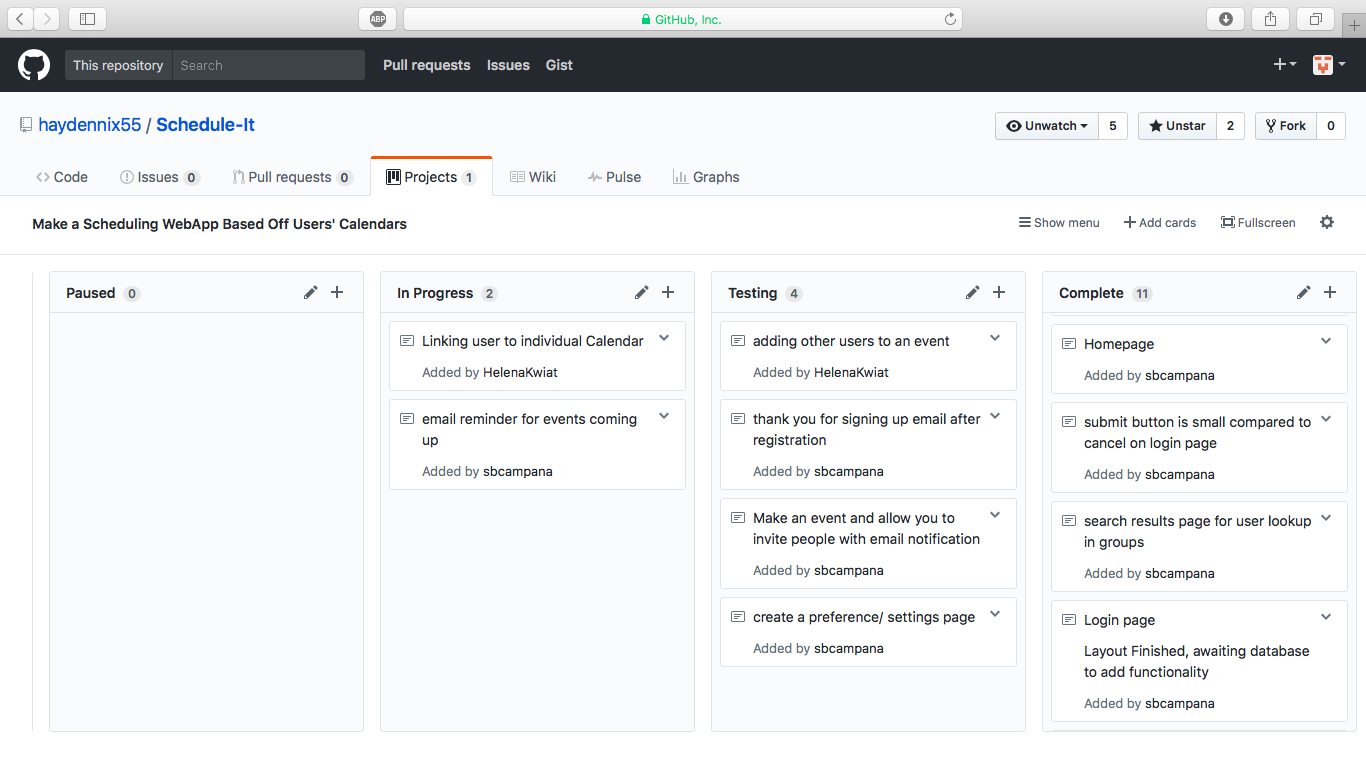 ABP
GitHub, Inc.
This repository Search Pull requests Issues Gist
haydennix55 / Schedule-It
Unwatch 5 Unstar 2 Fork 0
Code Issues 0 Pull requests 0 Projects 1 Wiki Pulse Graphs
Make a Scheduling WebApp Based Off Users' Calendars
Show menu Add cards Fullscreen
Paused 0
In Progress 2
Linking user to individual Calendar
Added by HelenaKwiat
email reminder for events coming
up
Added by sbcampana
Testing 4
adding other users to an event
Added by HelenaKwiat
thank you for signing up email after
registration
Added by sbcampana
Make an event and allow you to
invite people with email notification
Added by sbcampana
create a preference/ settings page
Added by sbcampana
Complete 11
Homepage
Added by sbcampana
submit button is small compared to
cancel on login page
Added by sbcampana
search results page for user lookup
in groups
Added by sbcampana
Login page
Layout Finished, awaiting database
to add functionality
Added by sbcampana